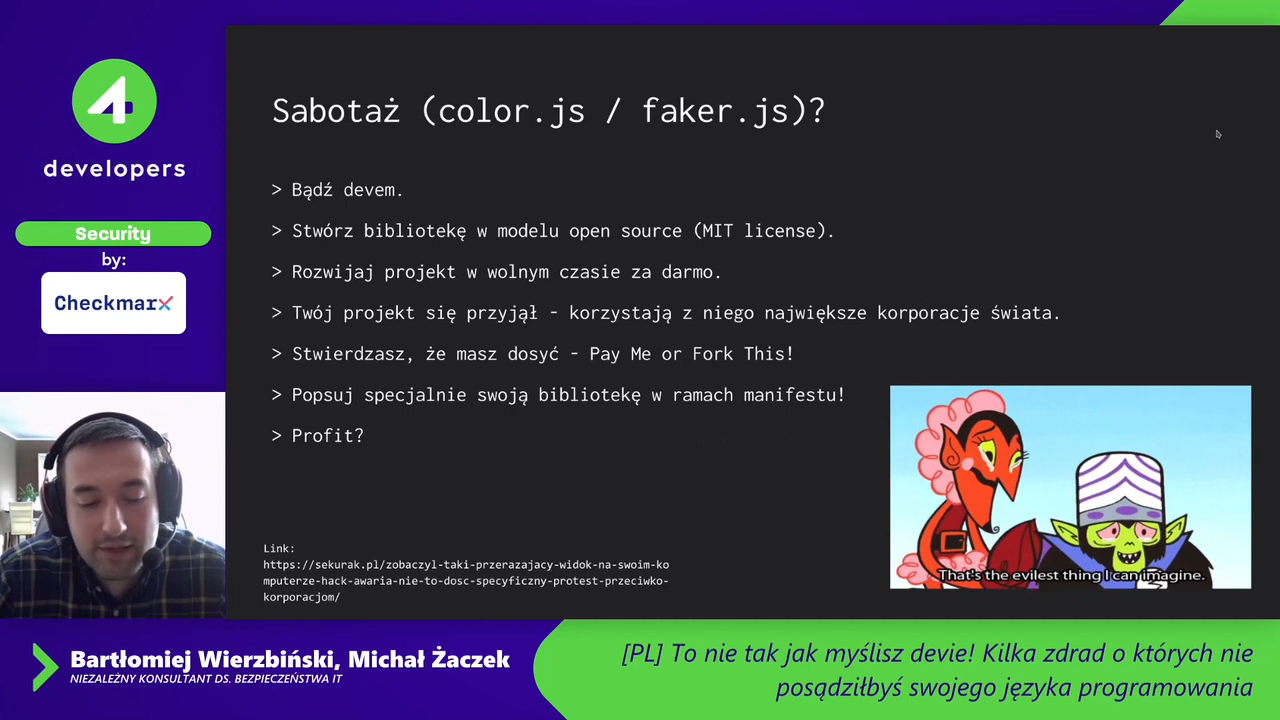 4
developers
Security
by:
Checkmarx
Sabotaż (color.js / faker.js)?
> Bądź devem.
> Stwórz bibliotekę w modelu open source (MIT license).
> Rozwijaj projekt w wolnym czasie za darmo.
> Twój projekt się przyjął - korzystają z niego największe korporacje świata.
> Stwierdzasz, że masz dosyć - Pay Me or Fork This!
> Popsuj specjalnie swoją bibliotekę w ramach manifestu!
> Profit?
Link:
https://sekurak.pl/zobaczyl-taki-przerazajacy-widok-na-swoim-ko
mputerze-hack-awaria-nie-to-dosc-specyficzny-protest-przeciwko-
korporacjom/
That's the evilest thing I can imagine.
Bartłomiej Wierzbiński, Michał Żaczek
NIEZALEŻNY KONSULTANT DS. BEZPIECZEŃSTWA IT
[PL] To nie tak jak myślisz devie! Kilka zdrad o których nie
posądziłbyś swojego języka programowania